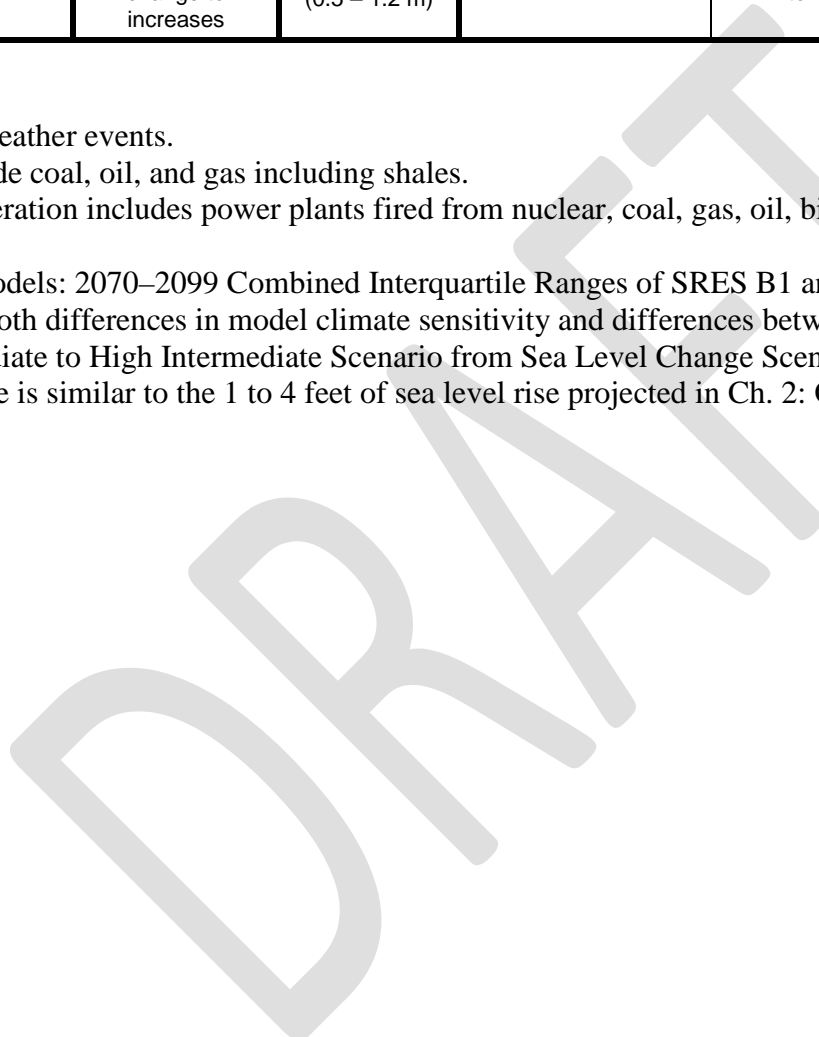 (0.5 – 1.2 m)
increases
eather events.
de coal, oil, and gas including shales.
eration includes power plants fired from nuclear, coal, gas, oil, bi
odels: 2070–2099 Combined Interquartile Ranges of SRES B1 an
oth differences in model climate sensitivity and differences betw
diate to High Intermediate Scenario from Sea Level Change Scen
e is similar to the 1 to 4 feet of sea level rise projected in Ch. 2: 
DRAFT